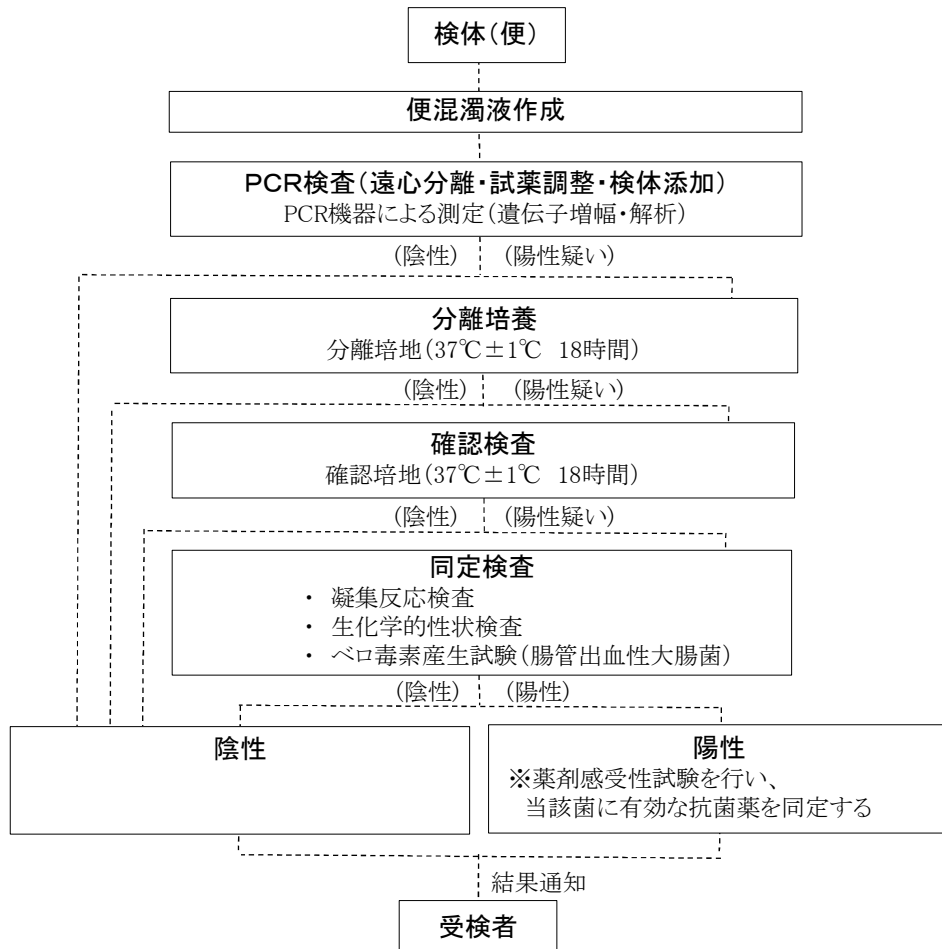 検体（便）
便混濁液作成
PCR検査（遠心分離・試薬調整・検体添加）
PCR機器による測定（遺伝子増幅・解析）
（陰性） （陽性疑い）
分離培養
分離培地（37℃±1℃ 18時間）
（陰性） （陽性疑い）
確認検査
確認培地（37℃±1℃ 18時間）
（陰性） （陽性疑い）
同定検査
・ 凝集反応検査
・ 生化学的性状検査
・ ベロ毒素産生試験（腸管出血性大腸菌）
（陰性） （陽性）
陰性
陽性
※薬剤感受性試験を行い、
当該菌に有効な抗菌薬を同定する
結果通知
受検者